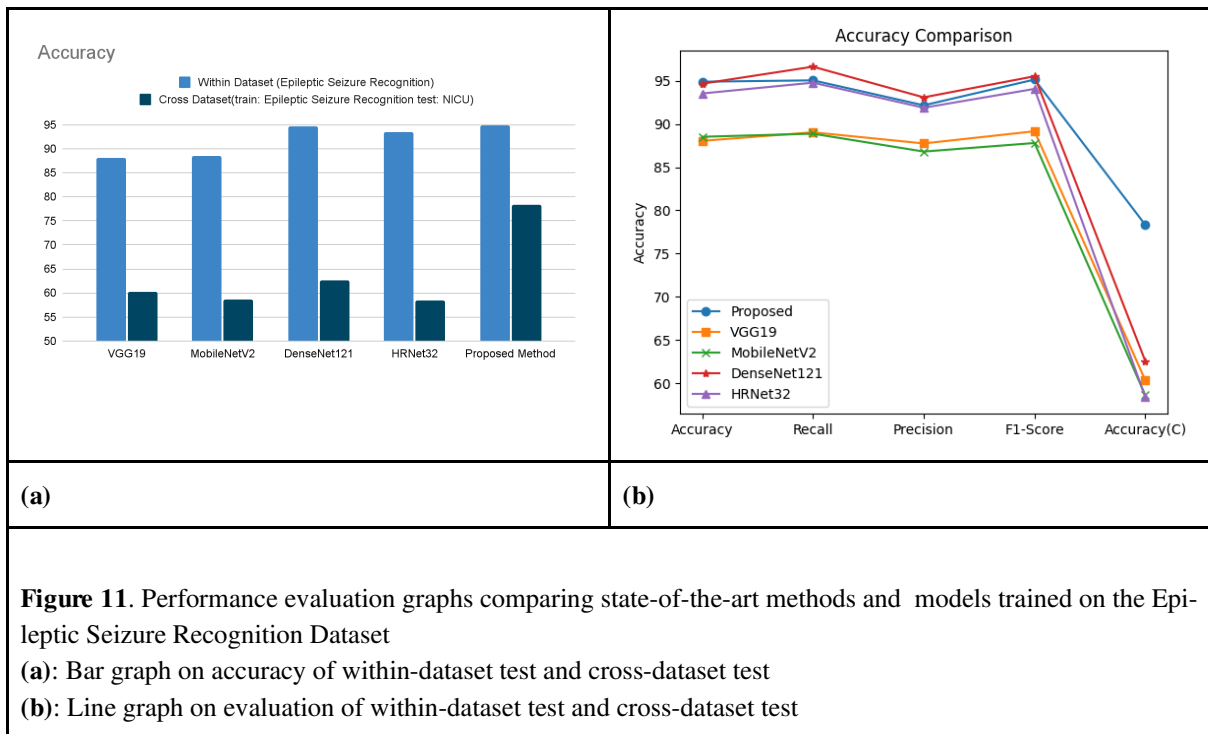 Accuracy
Within Dataset (Epileptic Seizure Recognition)
Cross Dataset(train: Epileptic Seizure Recognition test: NICU)
95
90
85
80
75
70
65
60
55
50
VGG19 MobileNetV2 DenseNet121 HRNet32 Proposed Method
Accuracy Comparison
Accuracy
95
90
85
80
75
70
65
60
Proposed
VGG19
MobileNetV2
DenseNet121
HRNet32
Accuracy Recall Precision F1-Score Accuracy(C)
(a)
(b)
Figure 11. Performance evaluation graphs comparing state-of-the-art methods and models trained on the Epi-
leptic Seizure Recognition Dataset
(a): Bar graph on accuracy of within-dataset test and cross-dataset test
(b): Line graph on evaluation of within-dataset test and cross-dataset test